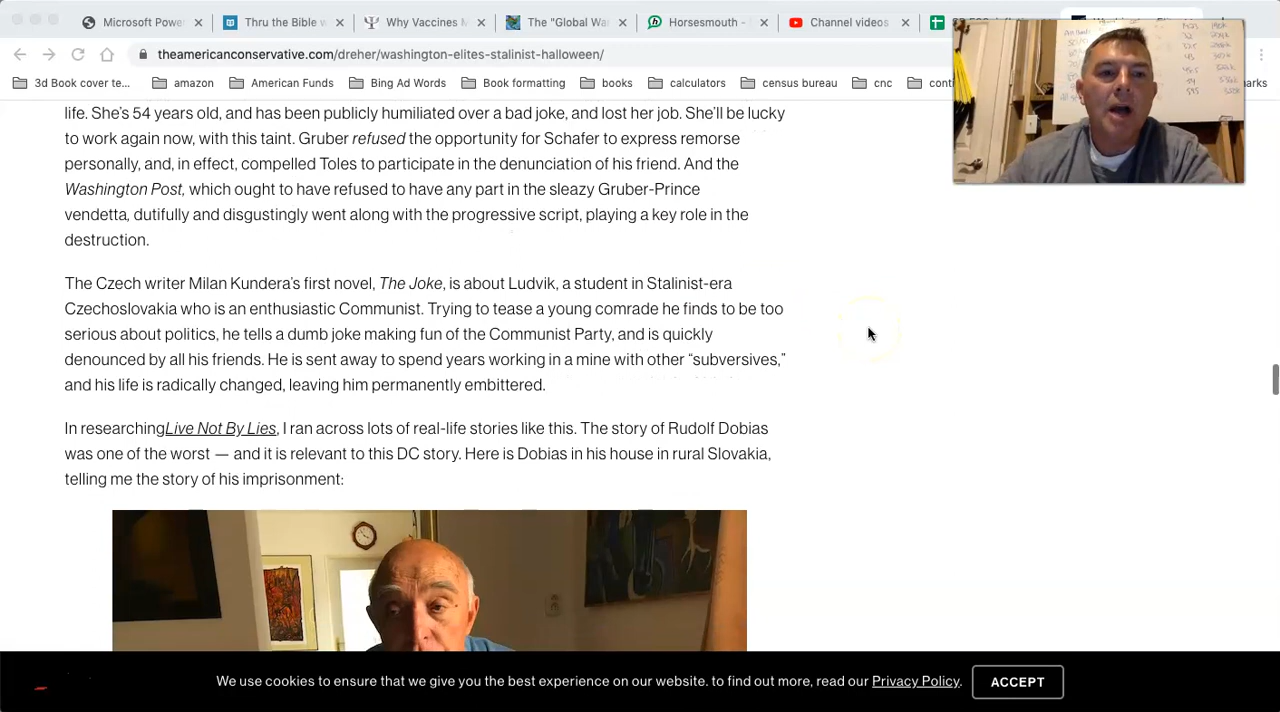 Microsoft Powe
Thru the Bible w
Why Vaccines M
The "Global Wa
Horsesmouth -
Channel videos
theamericanconservative.com/dreher/washington-elites-stalinist-halloween/
3d Book cover te...
amazon
American Funds
Bing Ad Words
Book formatting
books
calculators
census bureau
cnc
cont
arks
life. She's 54 years old, and has been publicly humiliated over a bad joke, and lost her job. She'll be lucky
to work again now, with this taint. Gruber refused the opportunity for Schafer to express remorse
personally, and, in effect, compelled Toles to participate in the denunciation of his friend. And the
Washington Post, which ought to have refused to have any part in the sleazy Gruber-Prince
vendetta, dutifully and disgustingly went along with the progressive script, playing a key role in the
destruction.
The Czech writer Milan Kundera's first novel, The Joke, is about Ludvik, a student in Stalinist-era
Czechoslovakia who is an enthusiastic Communist. Trying to tease a young comrade he finds to be too
serious about politics, he tells a dumb joke making fun of the Communist Party, and is quickly
denounced by all his friends. He is sent away to spend years working in a mine with other “subversives,”
and his life is radically changed, leaving him permanently embittered.
In researching Live Not By Lies, I ran across lots of real-life stories like this. The story of Rudolf Dobias
was one of the worst — and it is relevant to this DC story. Here is Dobias in his house in rural Slovakia,
telling me the story of his imprisonment:
We use cookies to ensure that we give you the best experience on our website. to find out more, read our Privacy Policy.
ACCEPT